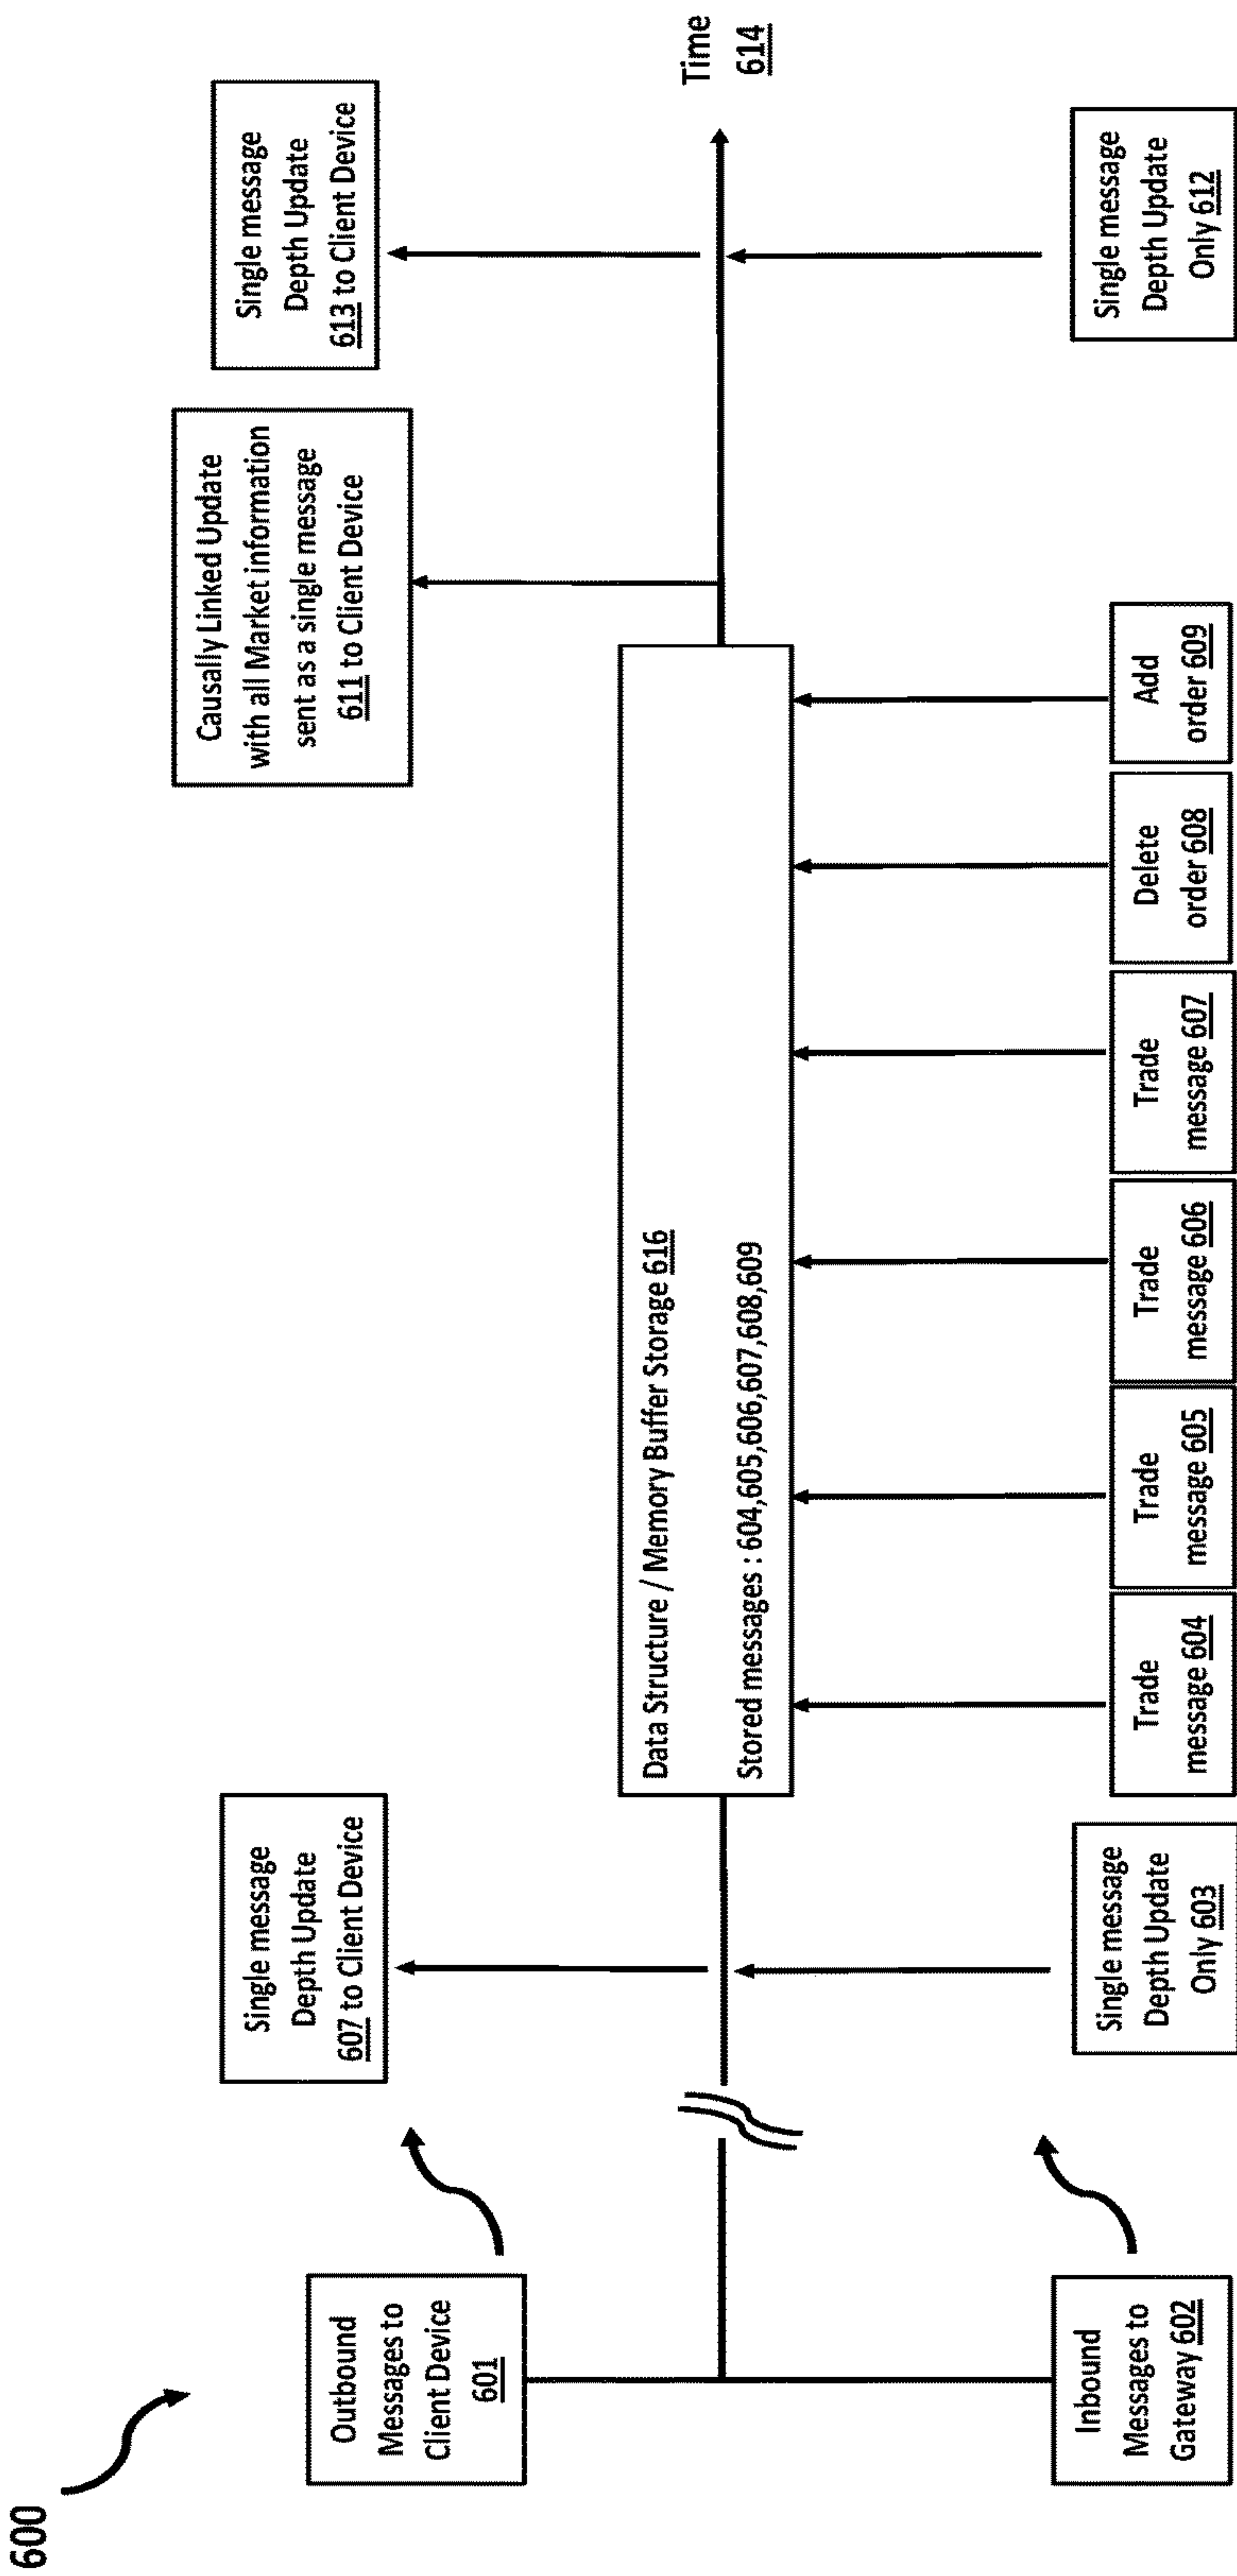 600
Outbound
Messages to
Client Device
601
Inbound
Messages to
Gateway 602
Single message
Depth Update
607 to Client Device
Single message
Depth Update
Only 603
Data Structure / Memory Buffer Storage 616
Stored messages : 604,605,606,607,608,609
Trade
message 604
Trade
message 605
Trade
message 606
Trade
message 607
Delete
order 608
Add
order 609
Causally Linked Update
with all Market information
sent as a single message
611 to Client Device
Single message
Depth Update
613 to Client Device
Single message
Depth Update
Only 612
Time
614